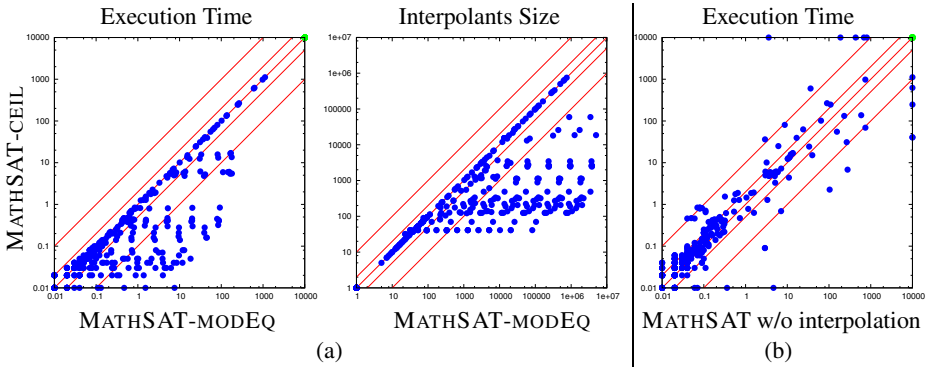 Execution Time
Interpolants Size
Execution Time
MATHSAT-CEIL
10000
1000
100
10
1
0.1
0.01
0.01 0.1 1 10 100 1000 10000
MATHSAT-MODEQ
1e+07
1e+06
100000
10000
1000
100
10
1
1 10 100 1000 10000 100000 1e+06 1e+07
MATHSAT-MODEQ
(a)
10000
1000
100
10
1
0.1
0.01
0.01 0.1 1 10 100 1000 10000
MATHSAT w/o interpolation
(b)